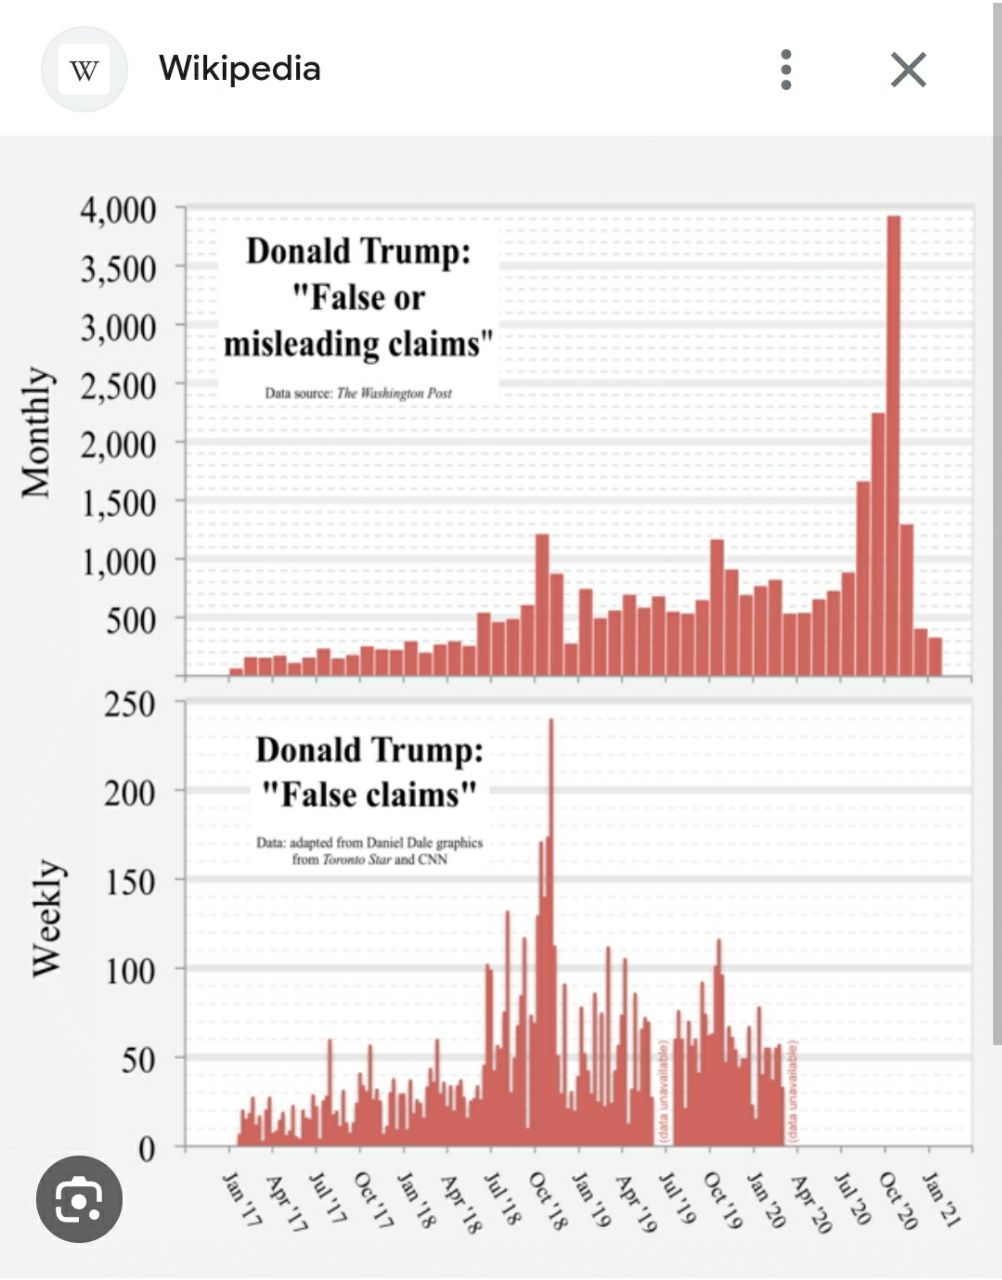 W
Wikipedia
4,000
3,500
3,000
2,500
2,000
1,500
1,000
500
Monthly
Donald Trump:
"False or
misleading claims"
Data source: The Washington Post
250
200
150
100
50
0
Weekly
Donald Trump:
"False claims"
Data: adapted from Daniel Dale graphics
from Toronto Star and CNN
(data unavailable)
(data unavailable)
Jan '17
Apr '17
Jul '17
Oct '17
Jan '18
Apr '18
Jul '18
Oct '18
Jan '19
Apr '19
Jul '19
Oct '19
Jan '20
Apr '20
Jul '20
Oct '20
Jan '21